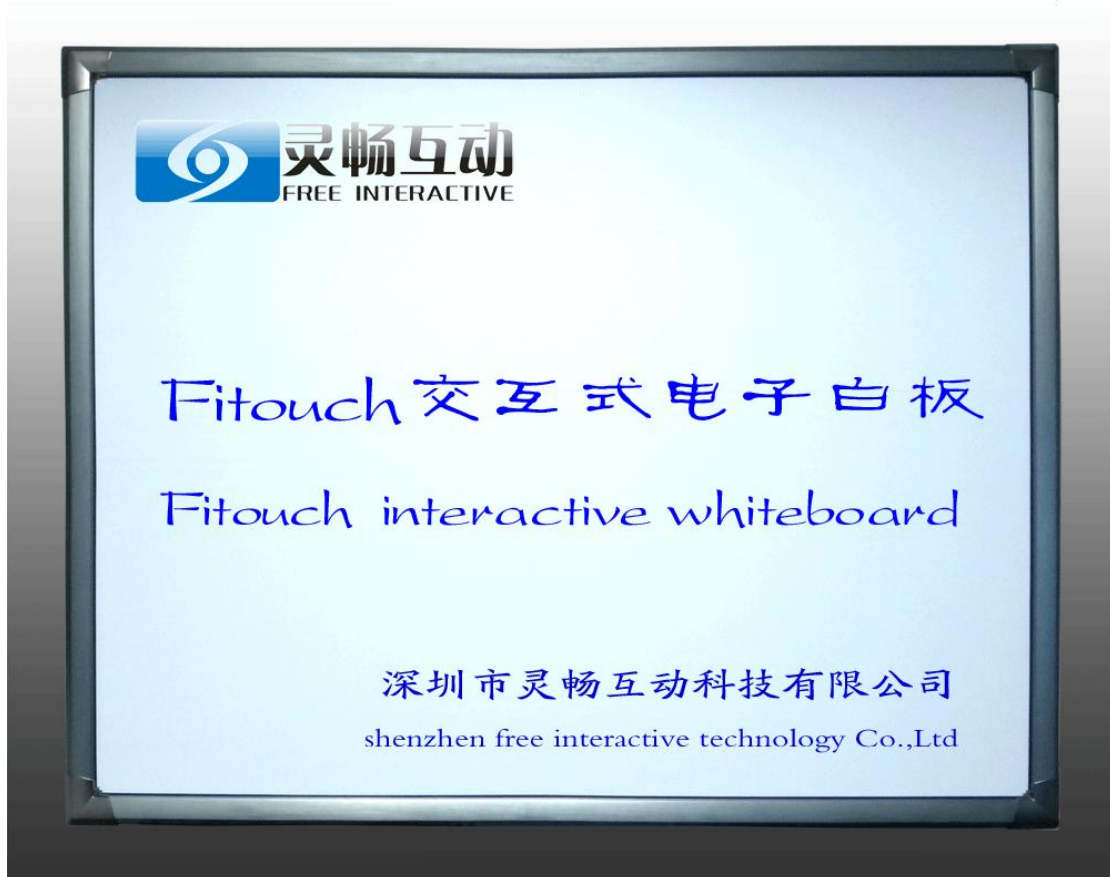 灵畅互动
FREE INTERACTIVE
Fitouch交互式电子白板
Fitouch interactive whiteboard
深圳市灵畅互动科技有限公司
shenzhen free interactive technology Co.,Ltd